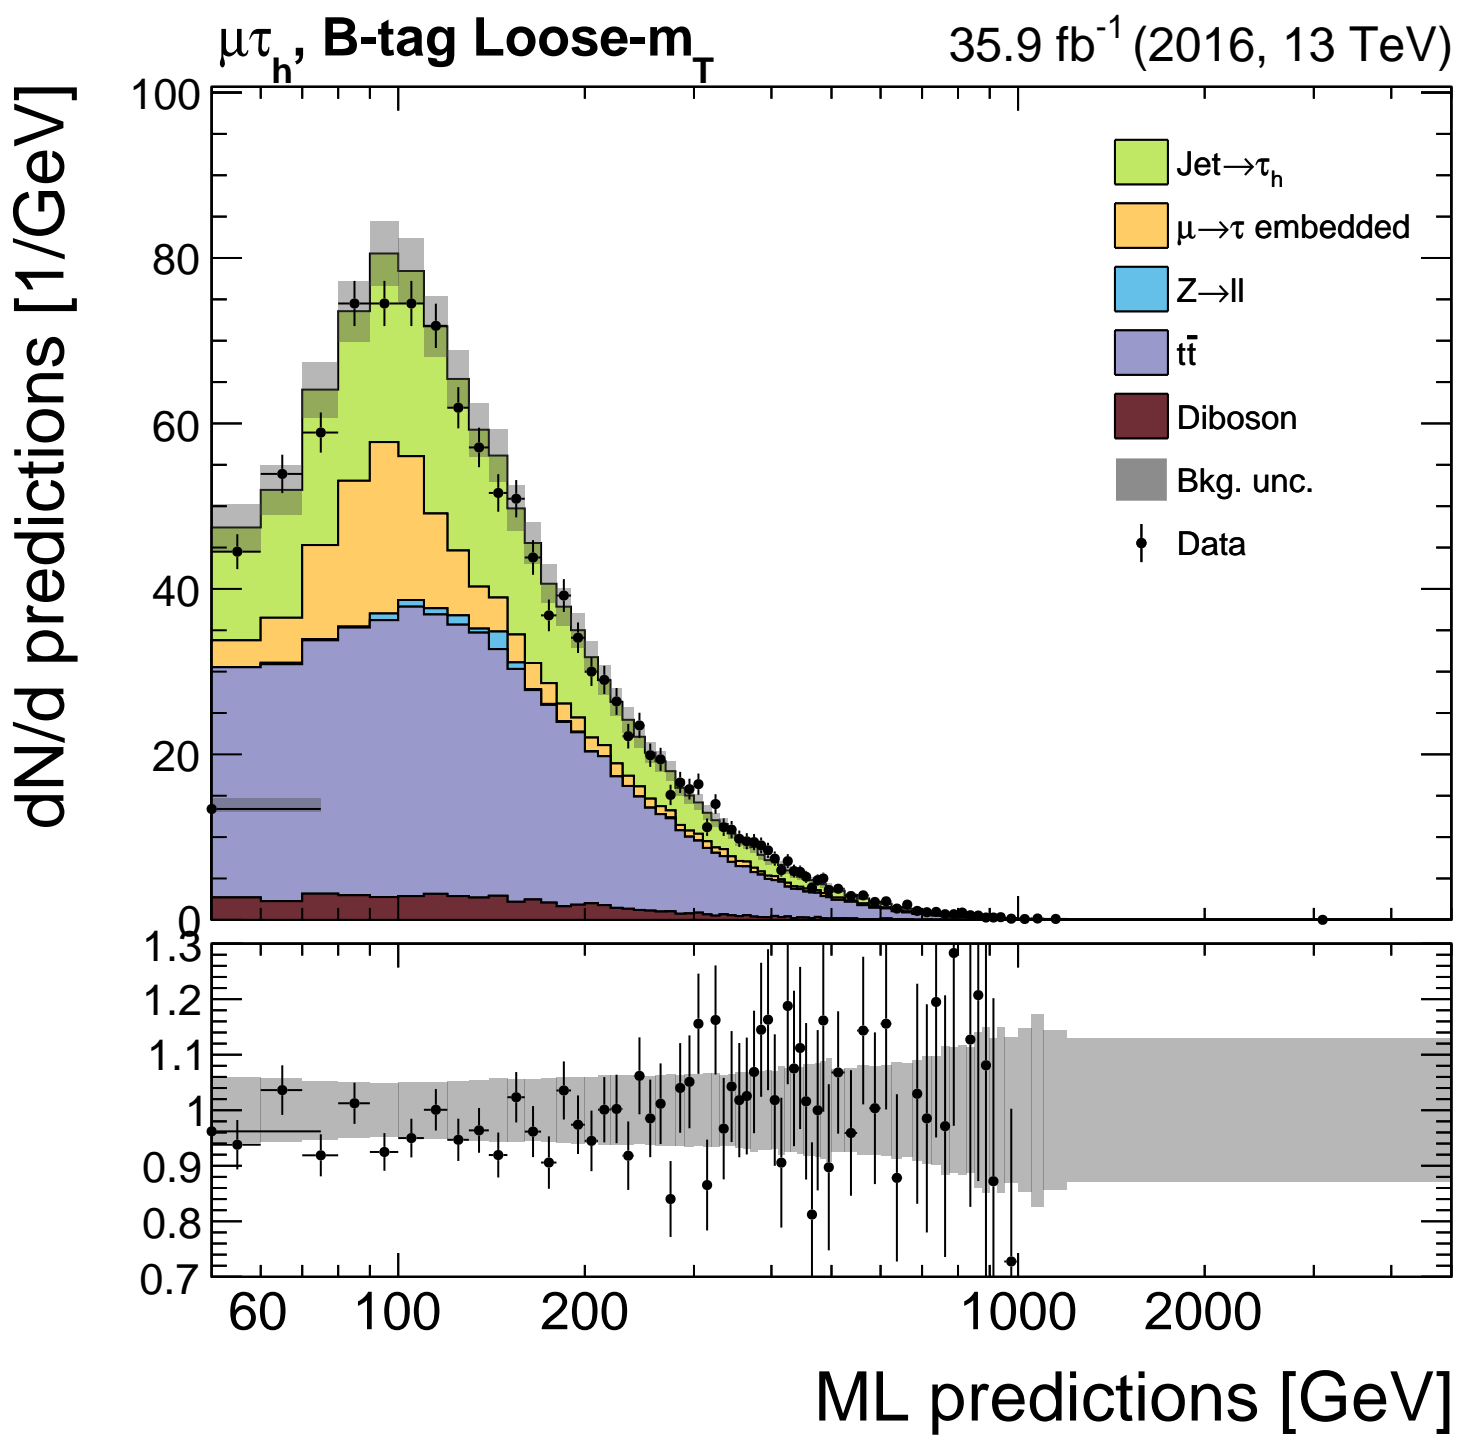 μτh, B-tag Loose-mT
35.9 fb-1 (2016, 13 TeV)
dN/d predictions [1/GeV]
100
80
60
40
20
0
Jet→τh
μ→τ embedded
Z→ll
tt̄
Diboson
Bkg. unc.
Data
1.3
1.2
1.1
1
0.9
0.8
0.7
60 100 200 1000 2000
ML predictions [GeV]